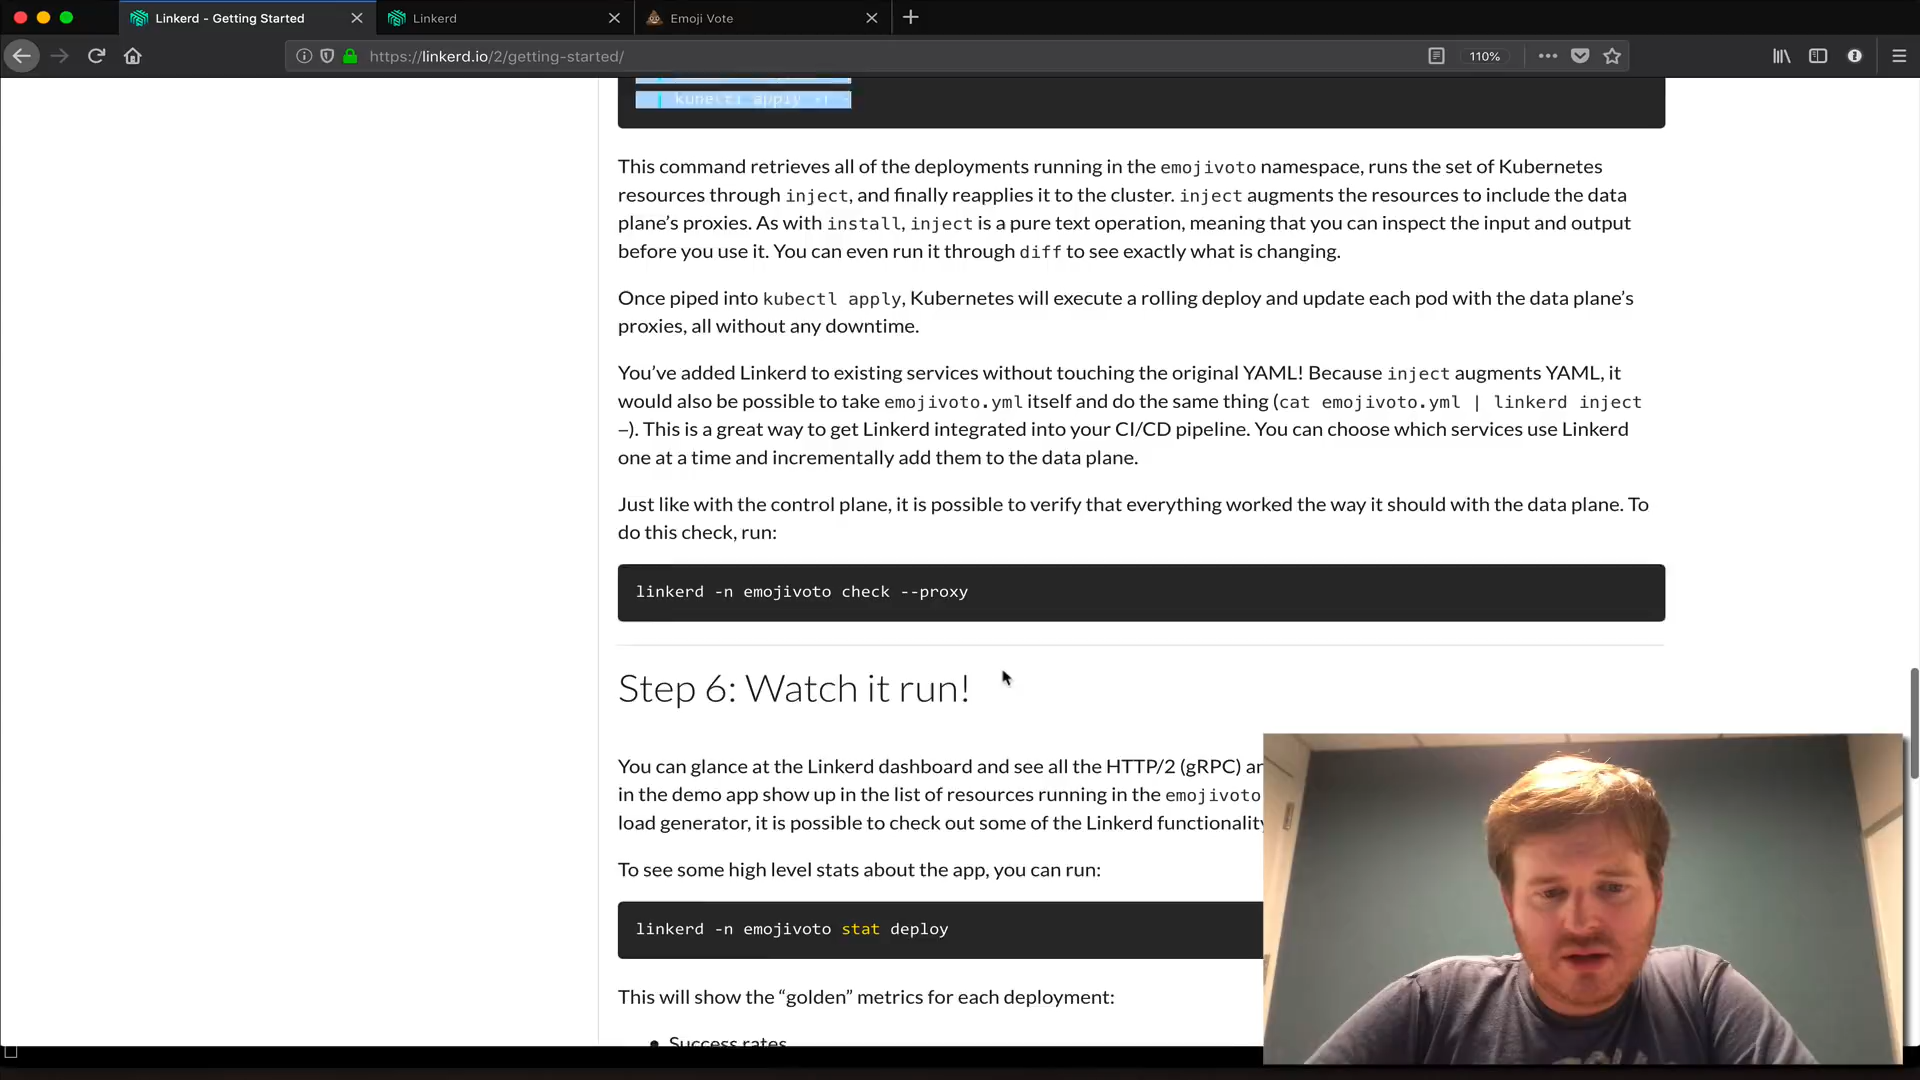 Linkerd - Getting Started
Linkerd
Emoji Vote
https://linkerd.io/2/getting-started/
110%
kubectl apply -f -
This command retrieves all of the deployments running in the emojivoto namespace, runs the set of Kubernetes
resources through inject, and finally reapplies it to the cluster. inject augments the resources to include the data
plane’s proxies. As with install, inject is a pure text operation, meaning that you can inspect the input and output
before you use it. You can even run it through diff to see exactly what is changing.
Once piped into kubectl apply, Kubernetes will execute a rolling deploy and update each pod with the data plane’s
proxies, all without any downtime.
You’ve added Linkerd to existing services without touching the original YAML! Because inject augments YAML, it
would also be possible to take emojivoto.yml itself and do the same thing (cat emojivoto.yml | linkerd inject
–). This is a great way to get Linkerd integrated into your CI/CD pipeline. You can choose which services use Linkerd
one at a time and incrementally add them to the data plane.
Just like with the control plane, it is possible to verify that everything worked the way it should with the data plane. To
do this check, run:
linkerd -n emojivoto check --proxy
Step 6: Watch it run!
You can glance at the Linkerd dashboard and see all the HTTP/2 (gRPC)
in the demo app show up in the list of resources running in the emojivoto
load generator, it is possible to check out some of the Linkerd functionality
To see some high level stats about the app, you can run:
linkerd -n emojivoto stat deploy
This will show the “golden” metrics for each deployment:
• Success rates